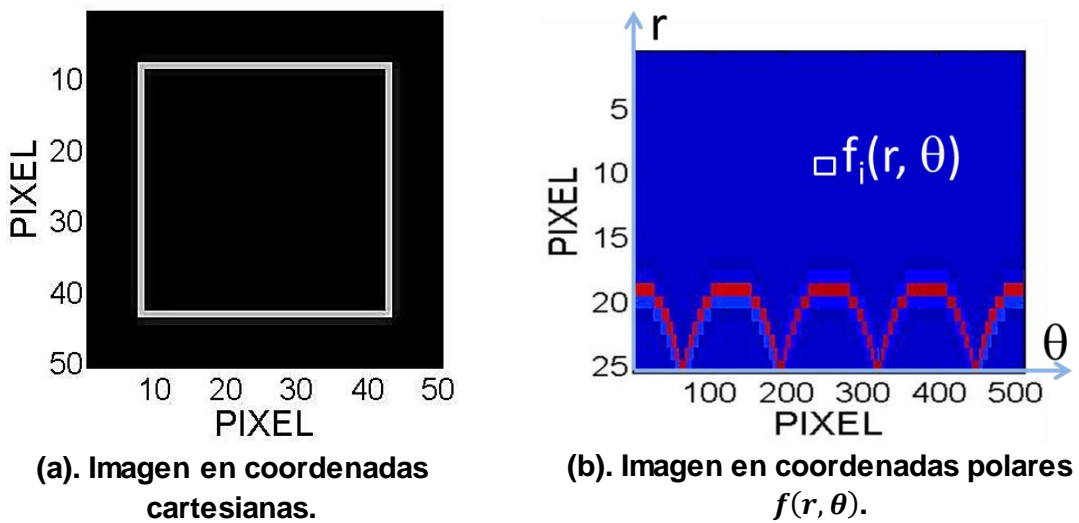 PIXEL
10
20
30
40
50
10 20 30 40 50
PIXEL
(a). Imagen en coordenadas
cartesianas.
r
PIXEL
5
10
15
20
25
fᵢ(r, θ)
θ
100 200 300 400 500
PIXEL
(b). Imagen en coordenadas polares
f(r, θ).